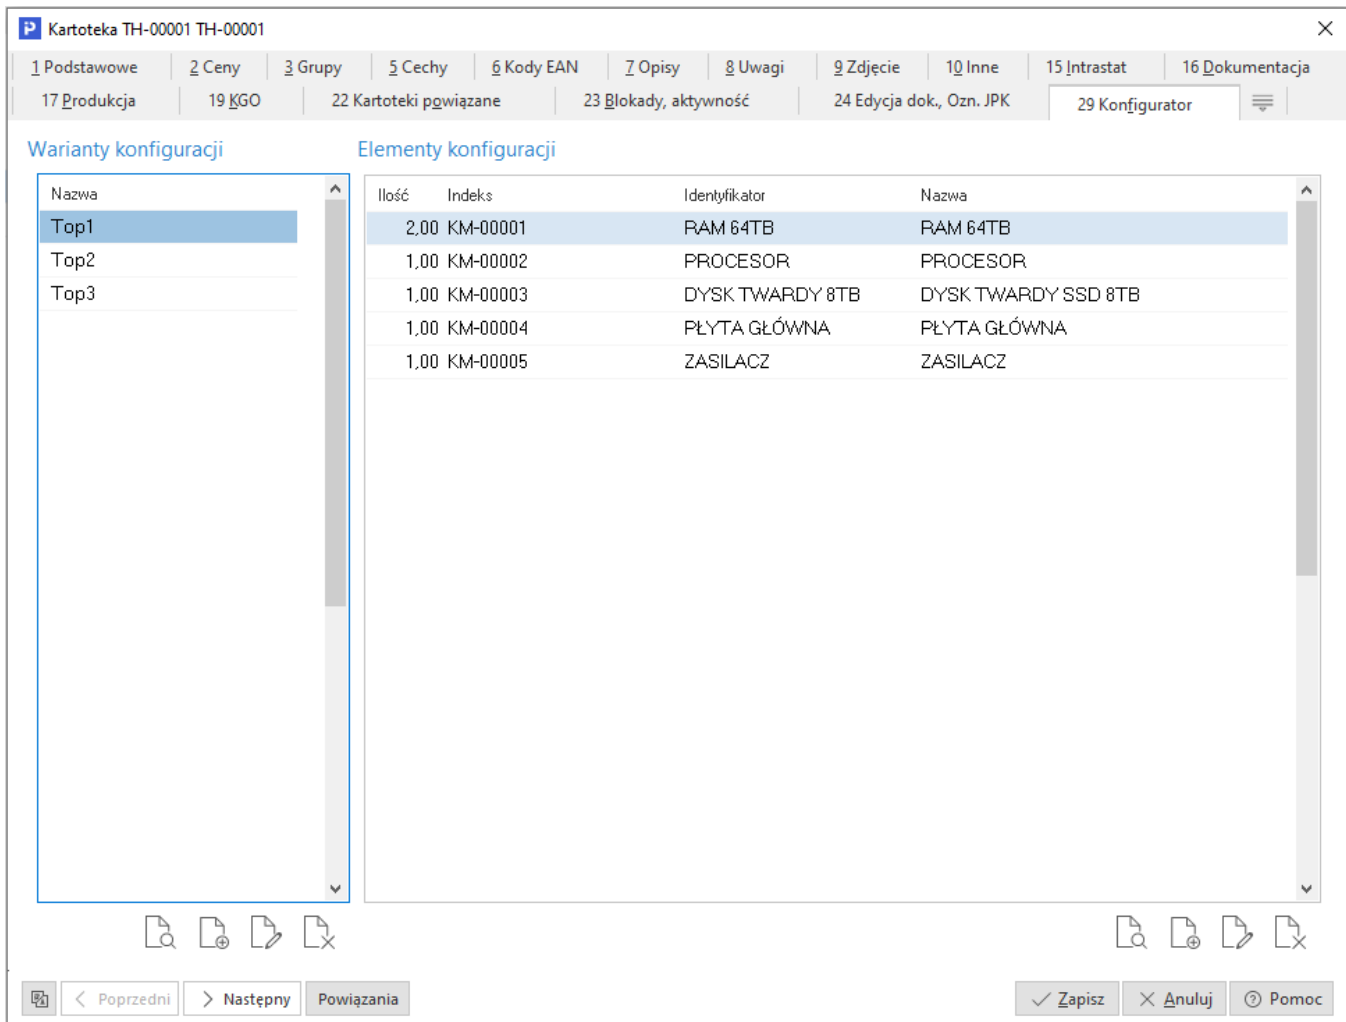 Kartoteka TH-00001 TH-00001
1 Podstawowe 2 Ceny 3 Grupy 5 Cechy 6 Kody EAN 7 Opisy 8 Uwagi 9 Zdjęcie 10 Inne 15 Intrastat 16 Dokumentacja
17 Produkcja 19 KGO 22 Kartoteki powiązane 23 Blokady, aktywność 24 Edycja dok., Ozn. JPK 29 Konfigurator
Warianty konfiguracji Elementy konfiguracji
Nazwa Ilość Indeks Identyfikator Nazwa
Top1 2,00 KM-00001 RAM 64TB RAM 64TB
Top2 1,00 KM-00002 PROCESOR PROCESOR
Top3 1,00 KM-00003 DYSK TWARDY 8TB DYSK TWARDY SSD 8TB
1,00 KM-00004 PŁYTA GŁÓWNA PŁYTA GŁÓWNA
1,00 KM-00005 ZASILACZ ZASILACZ
Poprzedni Następny Powiązania Zapisz Anuluj Pomoc